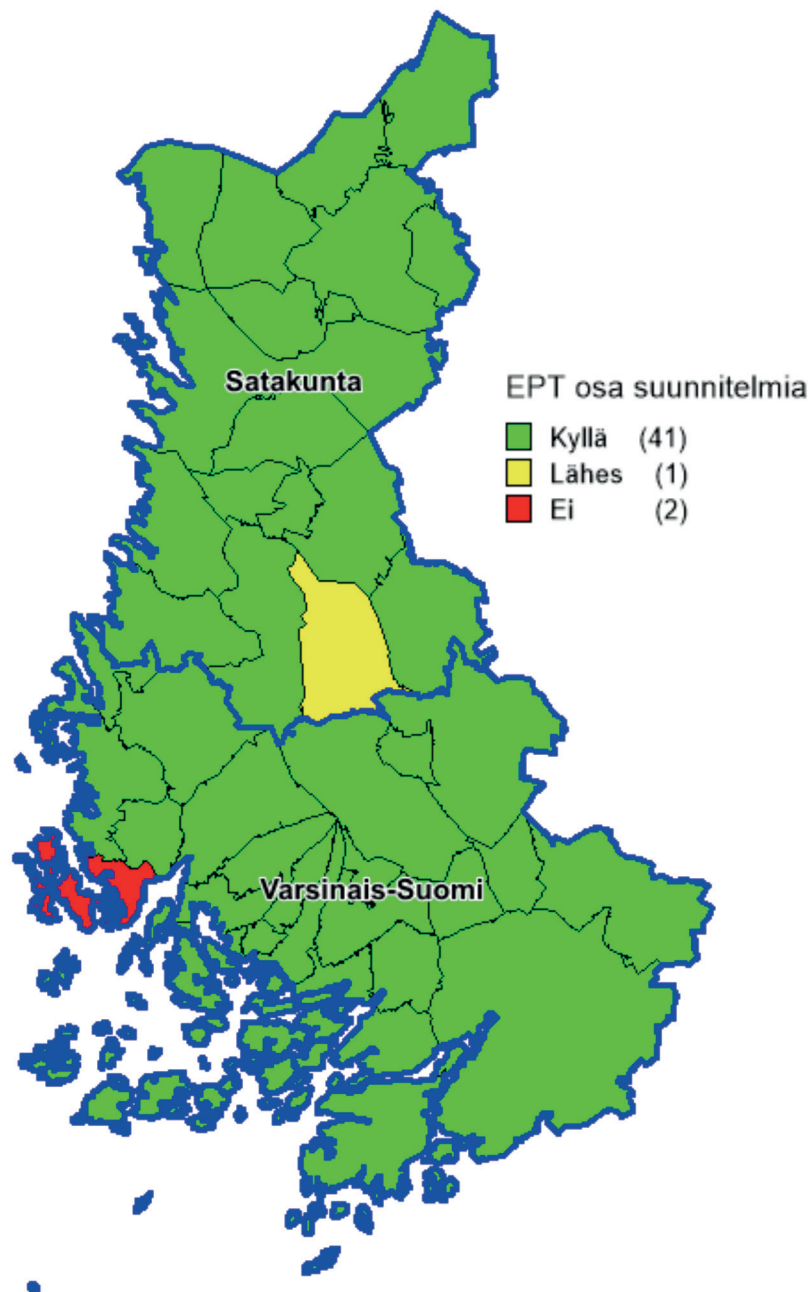 Satakunta
EPT osa suunnitelmia
Kyllä (41)
Lähes (1)
Ei (2)
Varsinais-Suomi